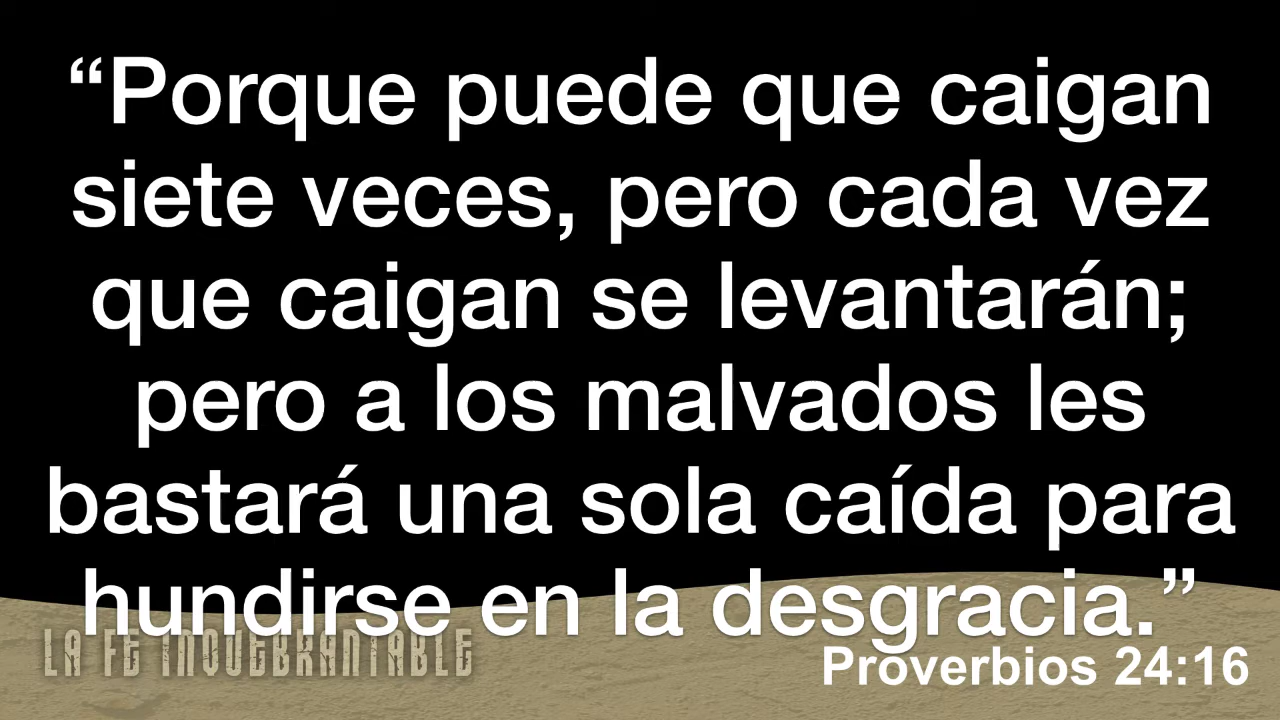 “Porque puede que caigan
siete veces, pero cada vez
que caigan se levantarán;
pero a los malvados les
bastará una sola caída para
hundirse en la desgracia.”
LA FE INQUEBRANTABLE
Proverbios 24:16